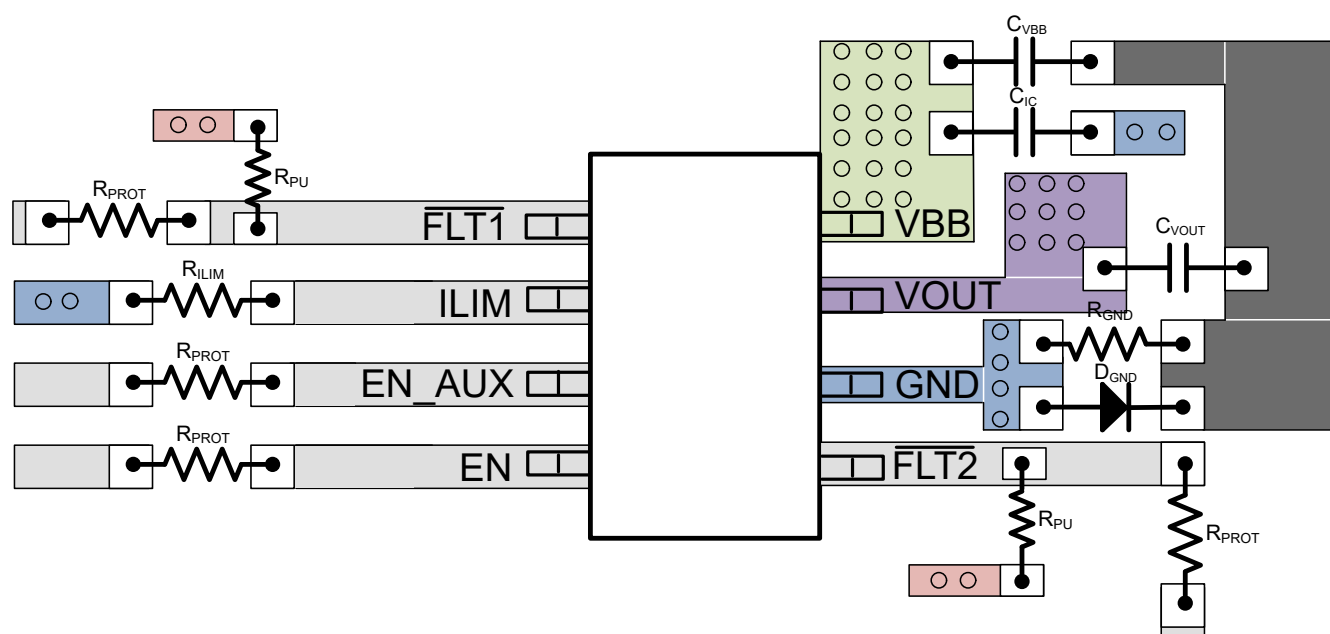 C_VBB
C_IC
R_PU
R_PROT
FLT1
VBB
C_VOUT
R_ILIM
ILIM
VOUT
R_GND
R_PROT
EN_AUX
GND
D_GND
R_PROT
EN
FLT2
R_PU
R_PROT